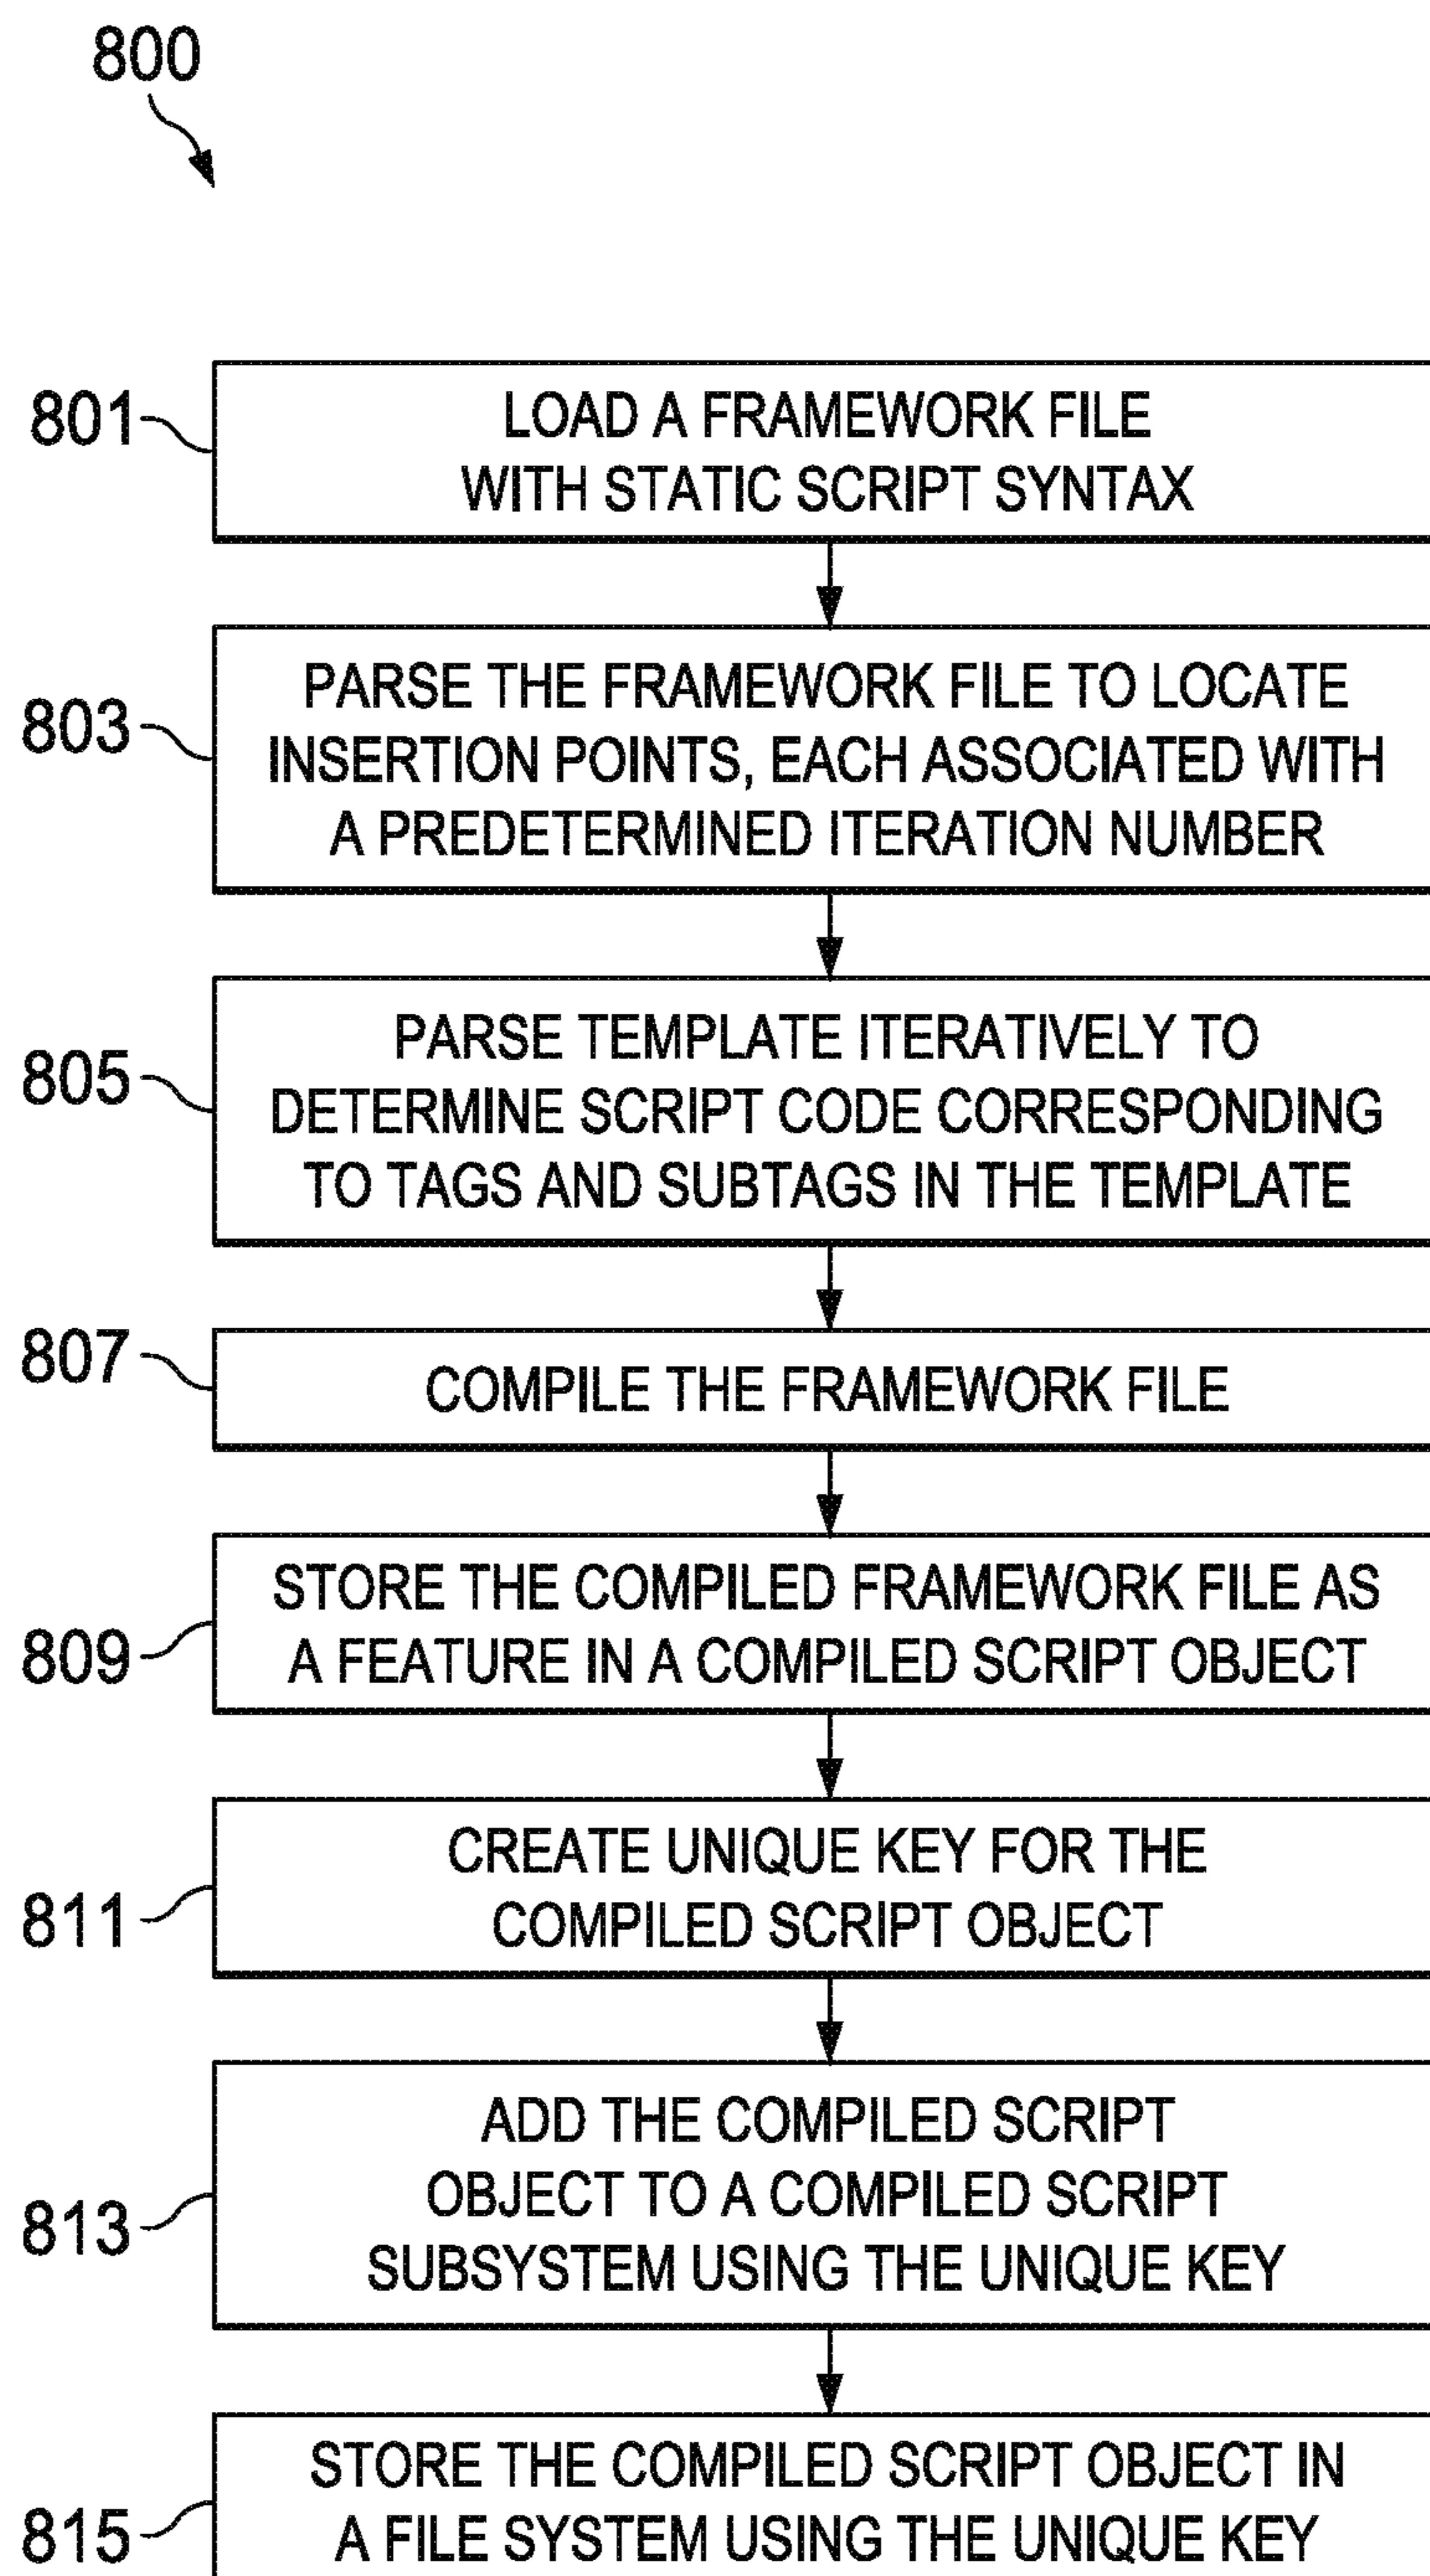 800
801
LOAD A FRAMEWORK FILE
WITH STATIC SCRIPT SYNTAX
803
PARSE THE FRAMEWORK FILE TO LOCATE
INSERTION POINTS, EACH ASSOCIATED WITH
A PREDETERMINED ITERATION NUMBER
805
PARSE TEMPLATE ITERATIVELY TO
DETERMINE SCRIPT CODE CORRESPONDING
TO TAGS AND SUBTAGS IN THE TEMPLATE
807
COMPILE THE FRAMEWORK FILE
809
STORE THE COMPILED FRAMEWORK FILE AS
A FEATURE IN A COMPILED SCRIPT OBJECT
811
CREATE UNIQUE KEY FOR THE
COMPILED SCRIPT OBJECT
813
ADD THE COMPILED SCRIPT
OBJECT TO A COMPILED SCRIPT
SUBSYSTEM USING THE UNIQUE KEY
815
STORE THE COMPILED SCRIPT OBJECT IN
A FILE SYSTEM USING THE UNIQUE KEY